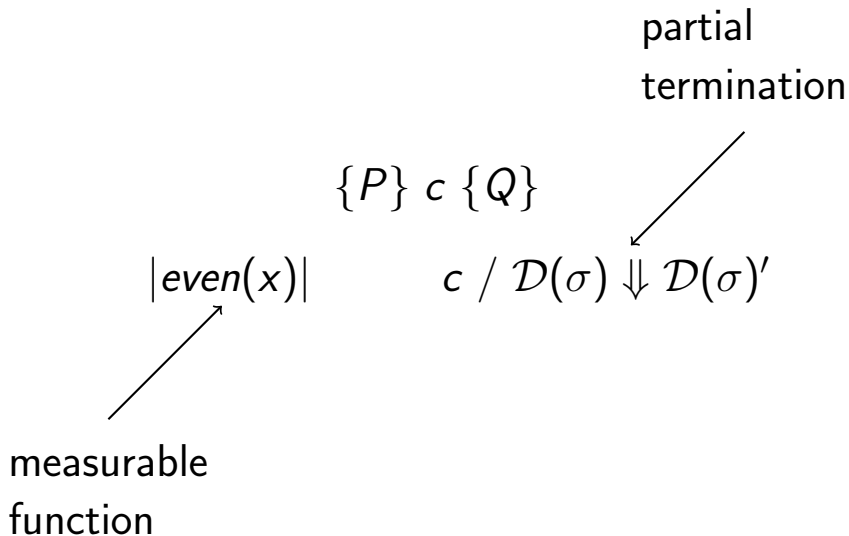 partial
termination
{P} c {Q}
|even(x)| c / 𝒟(σ) ⇓ 𝒟(σ)′
measurable
function